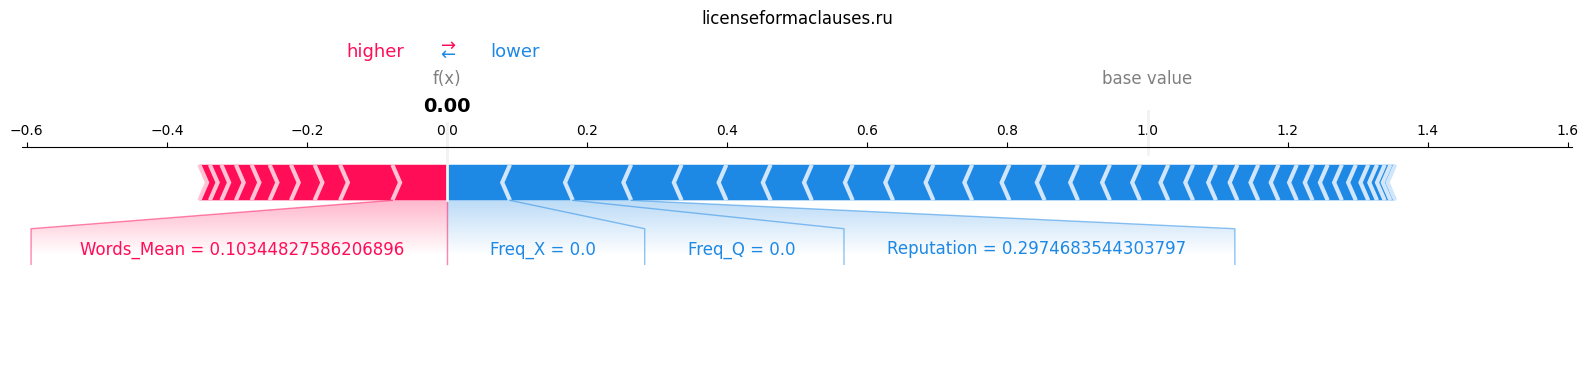 licenseformaclauses.ru
higher ⇄ lower
f(x) base value
0.00
−0.6 −0.4 −0.2 0.0 0.2 0.4 0.6 0.8 1.0 1.2 1.4 1.6
Words_Mean = 0.10344827586206896 Freq_X = 0.0 Freq_Q = 0.0 Reputation = 0.2974683544303797